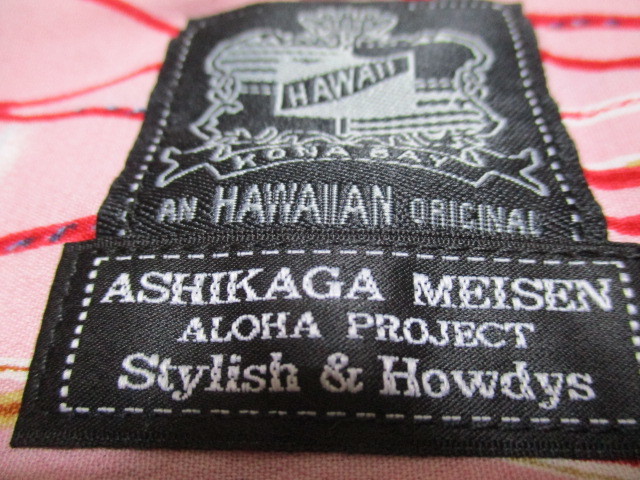 HAWAII
KONA BAY
AN HAWAIIAN ORIGINAL
ASHIKAGA MEISEN
ALOHA PROJECT
Stylish & Howdys